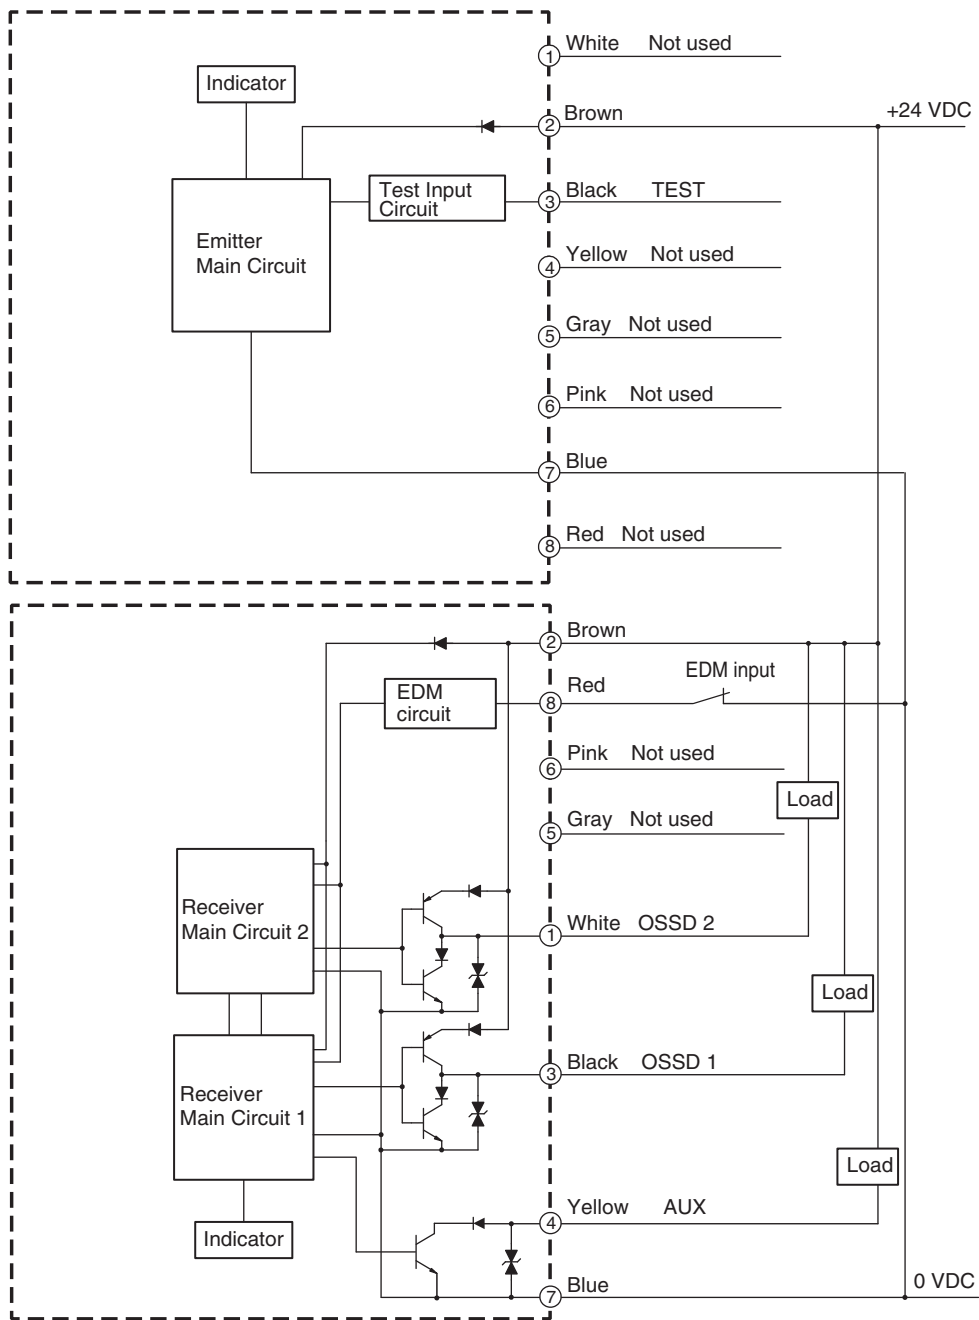 ① White Not used
Indicator
② Brown +24 VDC
Test Input
Circuit
③ Black TEST
Emitter
Main Circuit
④ Yellow Not used
⑤ Gray Not used
⑥ Pink Not used
⑦ Blue
⑧ Red Not used
② Brown
EDM input
EDM
circuit
⑧ Red
⑥ Pink Not used
Load
⑤ Gray Not used
Receiver
Main Circuit 2
① White OSSD 2
Load
③ Black OSSD 1
Receiver
Main Circuit 1
Load
④ Yellow AUX
Indicator
⑦ Blue
0 VDC